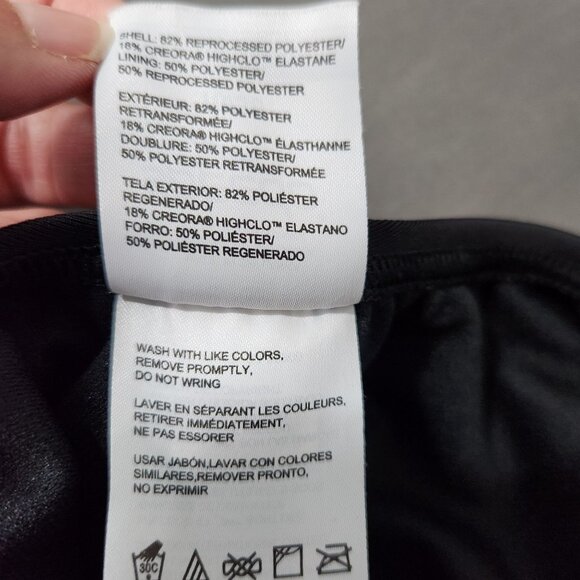 SHELL: 82% REPROCESSED POLYESTER/
18% CREORA® HIGHCLO™ ELASTANE
LINING: 50% POLYESTER/
50% REPROCESSED POLYESTER
EXTÉRIEUR: 82% POLYESTER
RETRANSFORMÉE/
18% CREORA® HIGHCLO™ ÉLASTHANNE
DOUBLURE: 50% POLYESTER/
50% POLYESTER RETRANSFORMÉE
TELA EXTERIOR: 82% POLIÉSTER
REGENERADO/
18% CREORA® HIGHCLO™ ELASTANO
FORRO: 50% POLIÉSTER/
50% POLIÉSTER REGENERADO
WASH WITH LIKE COLORS,
REMOVE PROMPTLY,
DO NOT WRING
LAVER EN SÉPARANT LES COULEURS,
RETIRER IMMÉDIATEMENT,
NE PAS ESSORER
USAR JABÓN,LAVAR CON COLORES
SIMILARES,REMOVER PRONTO,
NO EXPRIMIR
30C